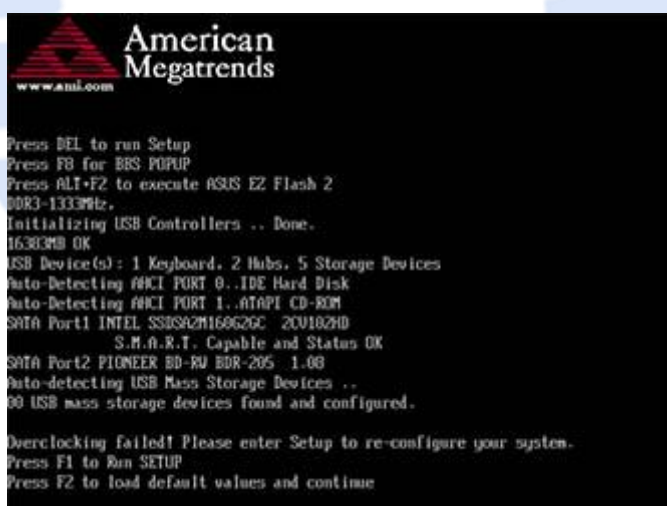 American
Megatrends
www.ami.com
Press DEL to run Setup
Press F8 for BBS POPUP
Press ALT+F2 to execute ASUS EZ Flash 2
DDR3-1333MHz.
Initializing USB Controllers .. Done.
16383MB OK
USB Device(s): 1 Keyboard, 2 Hubs, 5 Storage Devices
Auto-Detecting AHCI PORT 0..IDE Hard Disk
Auto-Detecting AHCI PORT 1..ATAPI CD-ROM
SATA Port1 INTEL SSDSA2M160G2GC 2CV102HD
S.M.A.R.T. Capable and Status OK
SATA Port2 PIONEER BD-RW BDR-205 1.08
Auto-detecting USB Mass Storage Devices ..
00 USB mass storage devices found and configured.
Overclocking failed! Please enter Setup to re-configure your system.
Press F1 to Run SETUP
Press F2 to load default values and continue